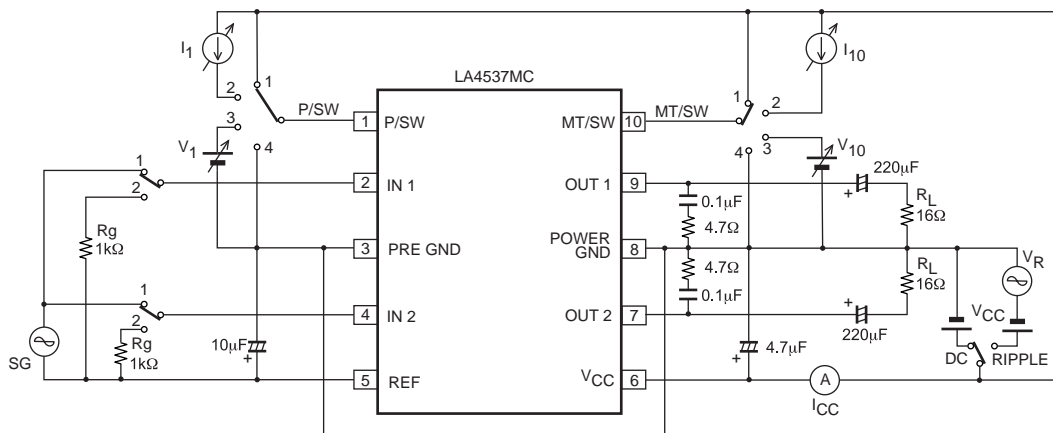 LA4537MC
I1
1
2
3
4
P/SW
V1
1
P/SW
MT/SW
10
MT/SW
1
2
3
4
I10
V10
1
2
2
IN 1
OUT 1
9
220µF
+
RL
16Ω
0.1µF
4.7Ω
Rg
1kΩ
3
PRE GND
POWER
GND
8
4.7Ω
0.1µF
RL
16Ω
VR
1
2
4
IN 2
OUT 2
7
+
220µF
VCC
DC
RIPPLE
SG
Rg
1kΩ
10µF
+
4.7µF
+
5
REF
VCC
6
A
ICC